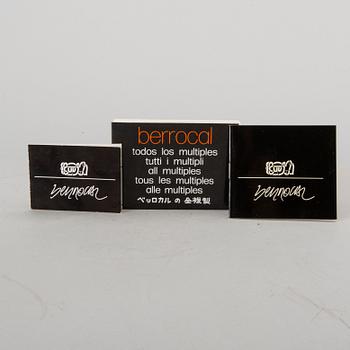 berrocal
berrocal
todos los multiples
tutti i multipli
all multiples
tous les multiples
alle multiples
ベッロカル の 全複製
berrocal